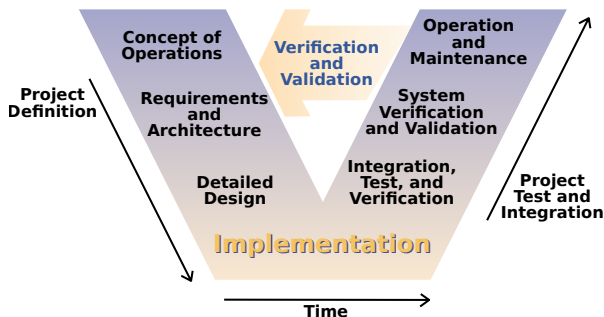 Project
Definition
Concept of
Operations
Requirements
and
Architecture
Detailed
Design
Verification
and
Validation
Operation
and
Maintenance
System
Verification
and Validation
Integration,
Test, and
Verification
Project
Test and
Integration
Implementation
Time